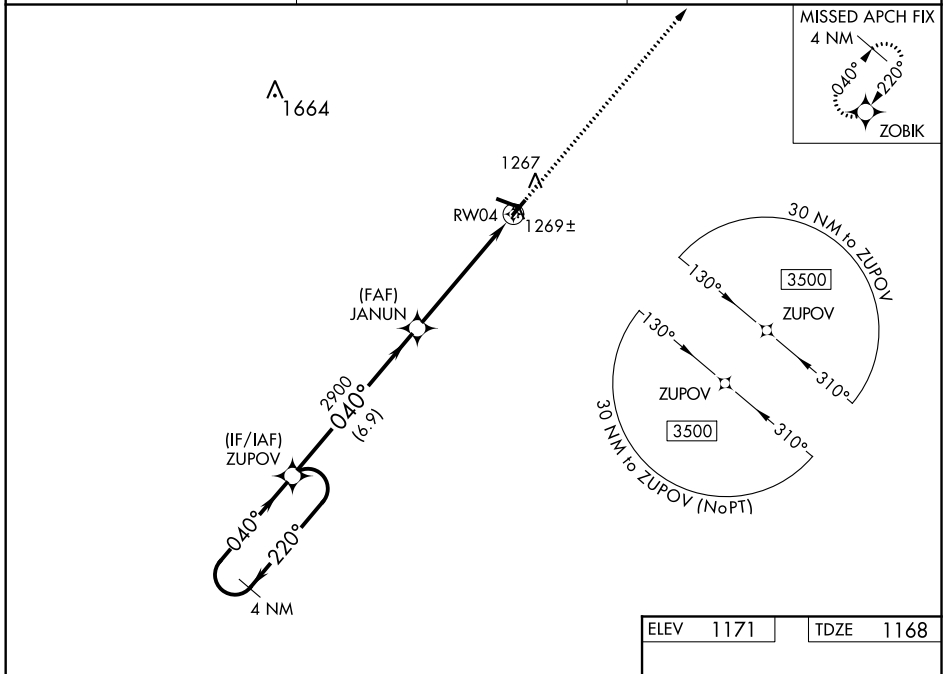 MISSED APCH FIX
4 NM
040°
220°
ZOBIK
1664
1267
RW04
1269±
(FAF)
JANUN
2900
040°
(6.9)
(IF/IAF)
ZUPOV
040°
220°
4 NM
30 NM to ZUPOV
130°
3500
ZUPOV
310°
130°
ZUPOV
3500
310°
30 NM to ZUPOV (NoPT)
ELEV 1171
TDZE 1168